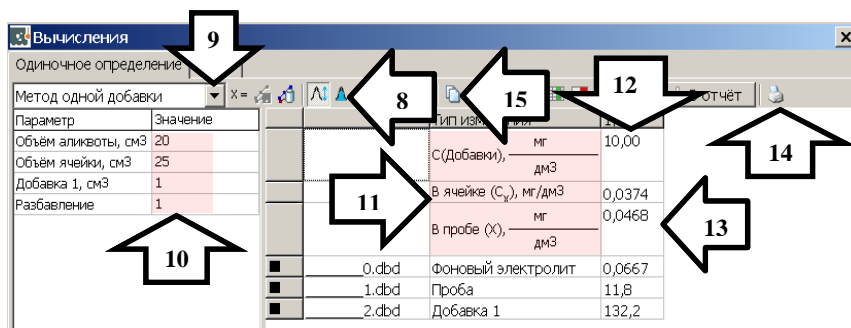 Вычисления
9
Одиночное определение
Метод одной добавки
x=
8
15
12
отчёт
14
Параметр Значение
Объём аликвоты, см3 20
Объём ячейки, см3 25
Добавка 1, см3 1
Разбавление 1
10
11
Тип измерения
С(Добавки), мг/дм3 10,00
В ячейке (Cx), мг/дм3 0,0374
В пробе (X), мг/дм3 0,0468
13
0.dbd Фоновый электролит 0,0667
1.dbd Проба 11,8
2.dbd Добавка 1 132,2